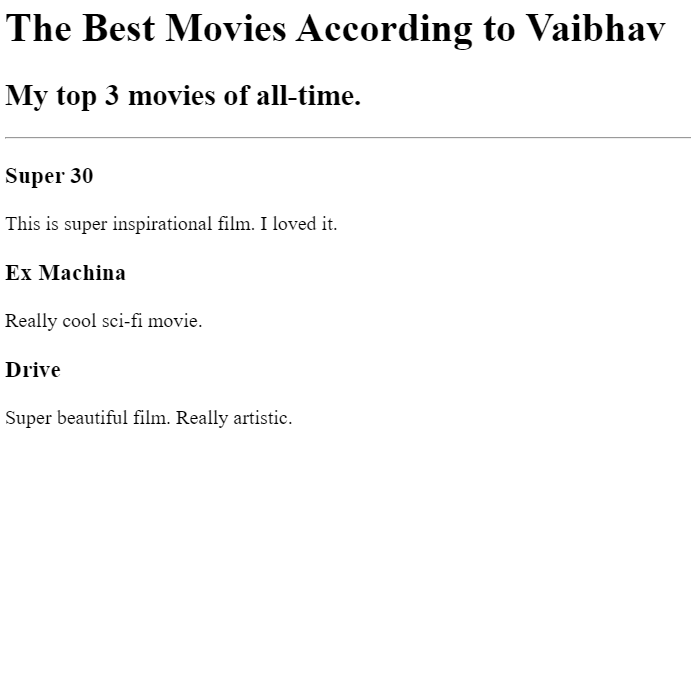 The Best Movies According to Vaibhav
My top 3 movies of all-time.
Super 30
This is super inspirational film. I loved it.
Ex Machina
Really cool sci-fi movie.
Drive
Super beautiful film. Really artistic.